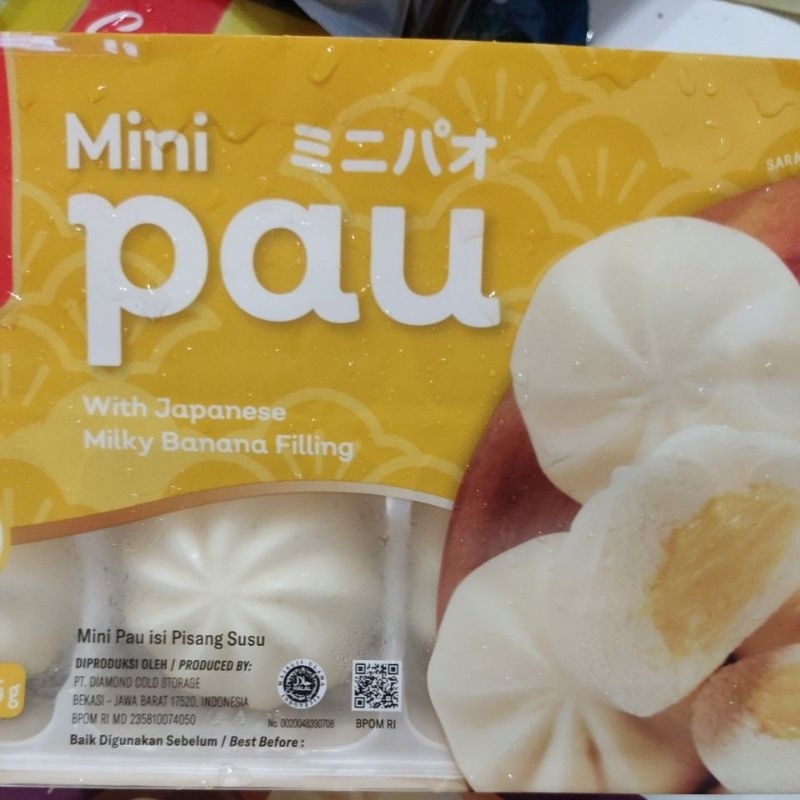 Mini ミニパオ
pau
With Japanese
Milky Banana Filling
Mini Pau isi Pisang Susu
DIPRODUKSI OLEH / PRODUCED BY:
PT. DIAMOND COLD STORAGE
BEKASI - JAWA BARAT 17520, INDONESIA
BPOM RI MD 235810074050
No. 0020048390708
BPOM RI
Baik Digunakan Sebelum / Best Before :